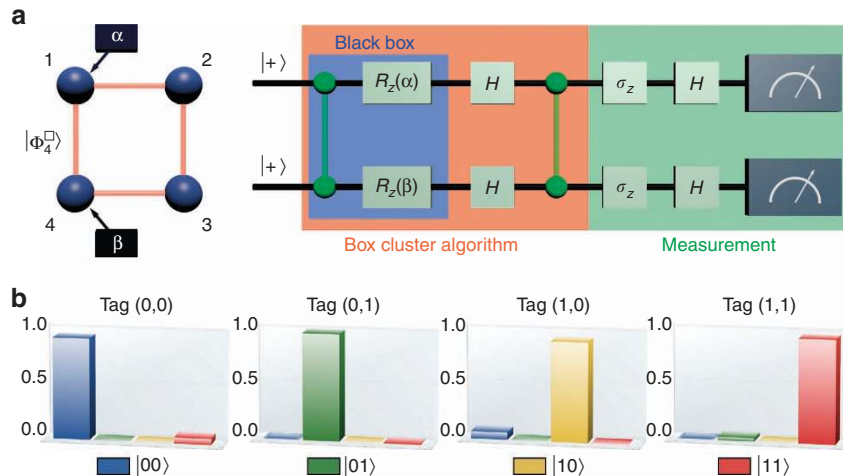 a
α
1
2
|Φ₄□⟩
4
3
β
Black box
|+⟩
Rz(α)
H
σz
H
|+⟩
Rz(β)
H
σz
H
Box cluster algorithm
Measurement
b
Tag (0,0)
Tag (0,1)
Tag (1,0)
Tag (1,1)
1.0
1.0
1.0
1.0
0.5
0.5
0.5
0.5
0.0
0.0
0.0
0.0
|00⟩
|01⟩
|10⟩
|11⟩